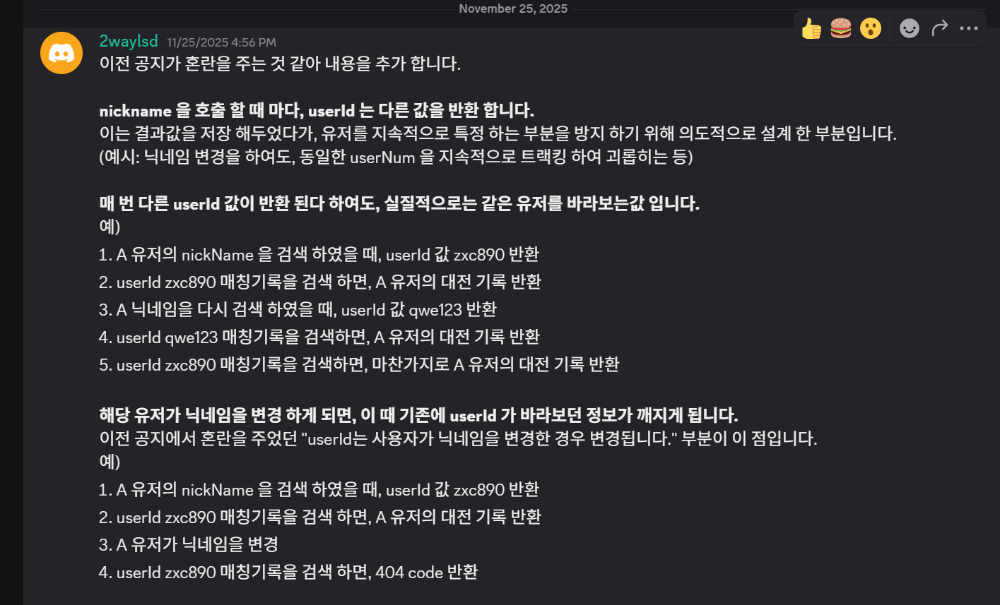 November 25, 2025
2waylsd 11/25/2025 4:56 PM
이전 공지가 혼란을 주는 것 같아 내용을 추가 합니다.
nickname 을 호출 할 때 마다, userId 는 다른 값을 반환 합니다.
이는 결과값을 저장 해두었다가, 유저를 지속적으로 특정 하는 부분을 방지 하기 위해 의도적으로 설계 한 부분입니다.
(예시: 닉네임 변경을 하여도, 동일한 userNum 을 지속적으로 트랙킹 하여 괴롭히는 등)
매 번 다른 userId 값이 반환 된다 하여도, 실질적으로는 같은 유저를 바라보는값 입니다.
예)
1. A 유저의 nickName 을 검색 하였을 때, userId 값 zxc890 반환
2. userId zxc890 매칭기록을 검색 하면, A 유저의 대전 기록 반환
3. A 닉네임을 다시 검색 하였을 때, userId 값 qwe123 반환
4. userId qwe123 매칭기록을 검색하면, A 유저의 대전 기록 반환
5. userId zxc890 매칭기록을 검색하면, 마찬가지로 A 유저의 대전 기록 반환
해당 유저가 닉네임을 변경 하게 되면, 이 때 기존에 userId 가 바라보던 정보가 깨지게 됩니다.
이전 공지에서 혼란을 주었던 "userId는 사용자가 닉네임을 변경한 경우 변경됩니다." 부분이 이 점입니다.
예)
1. A 유저의 nickName 을 검색 하였을 때, userId 값 zxc890 반환
2. userId zxc890 매칭기록을 검색 하면, A 유저의 대전 기록 반환
3. A 유저가 닉네임을 변경
4. userId zxc890 매칭기록을 검색 하면, 404 code 반환